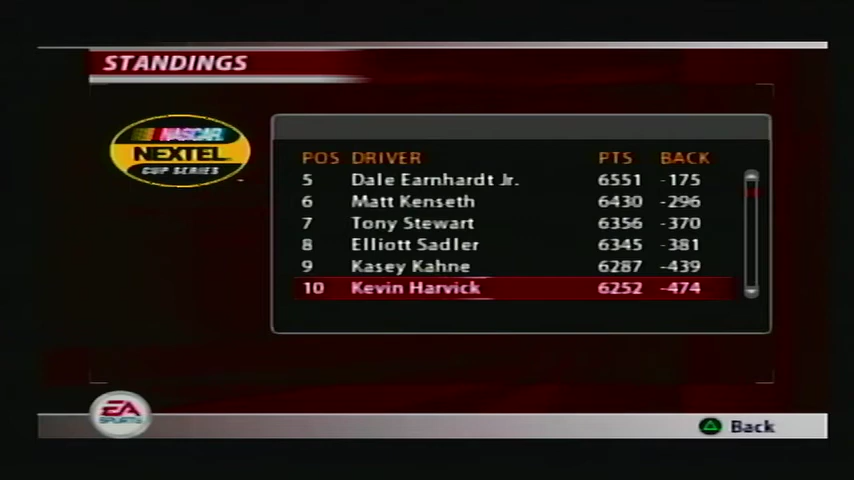 STANDINGS
NASCAR
NEXTEL
CUP SERIES
POS DRIVER PTS BACK
5 Dale Earnhardt Jr. 6551 -175
6 Matt Kenseth 6430 -296
7 Tony Stewart 6356 -370
8 Elliott Sadler 6345 -381
9 Kasey Kahne 6287 -439
10 Kevin Harvick 6252 -474
EA
SPORTS
Back